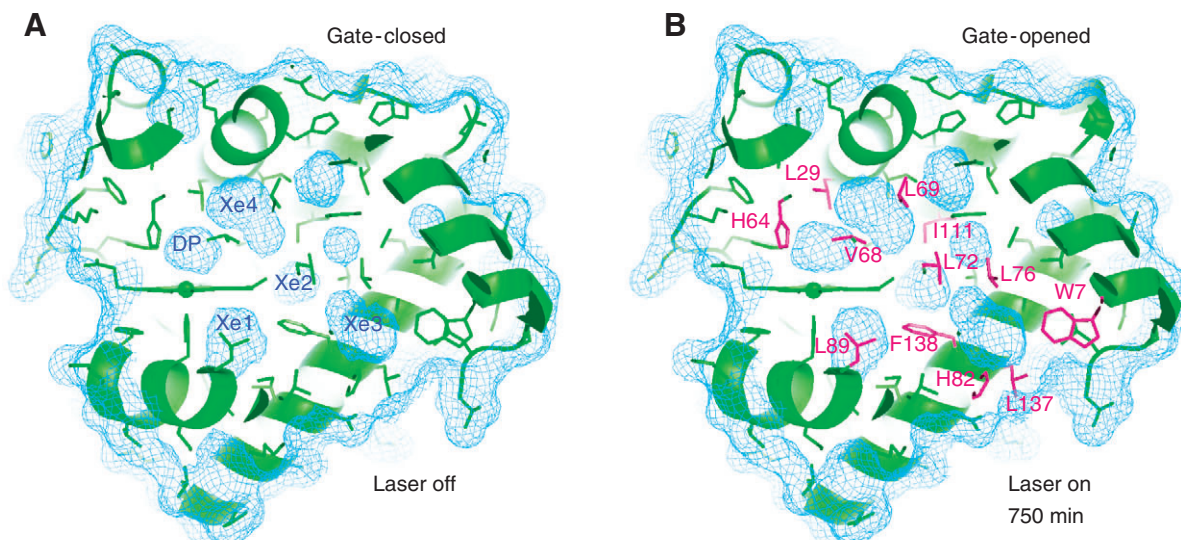 A
Gate-closed
Xe4
DP
Xe2
Xe1
Xe3
Laser off
B
Gate-opened
L29
L69
H64
I111
V68
L72
L76
W7
L89
F138
H82
L137
Laser on
750 min